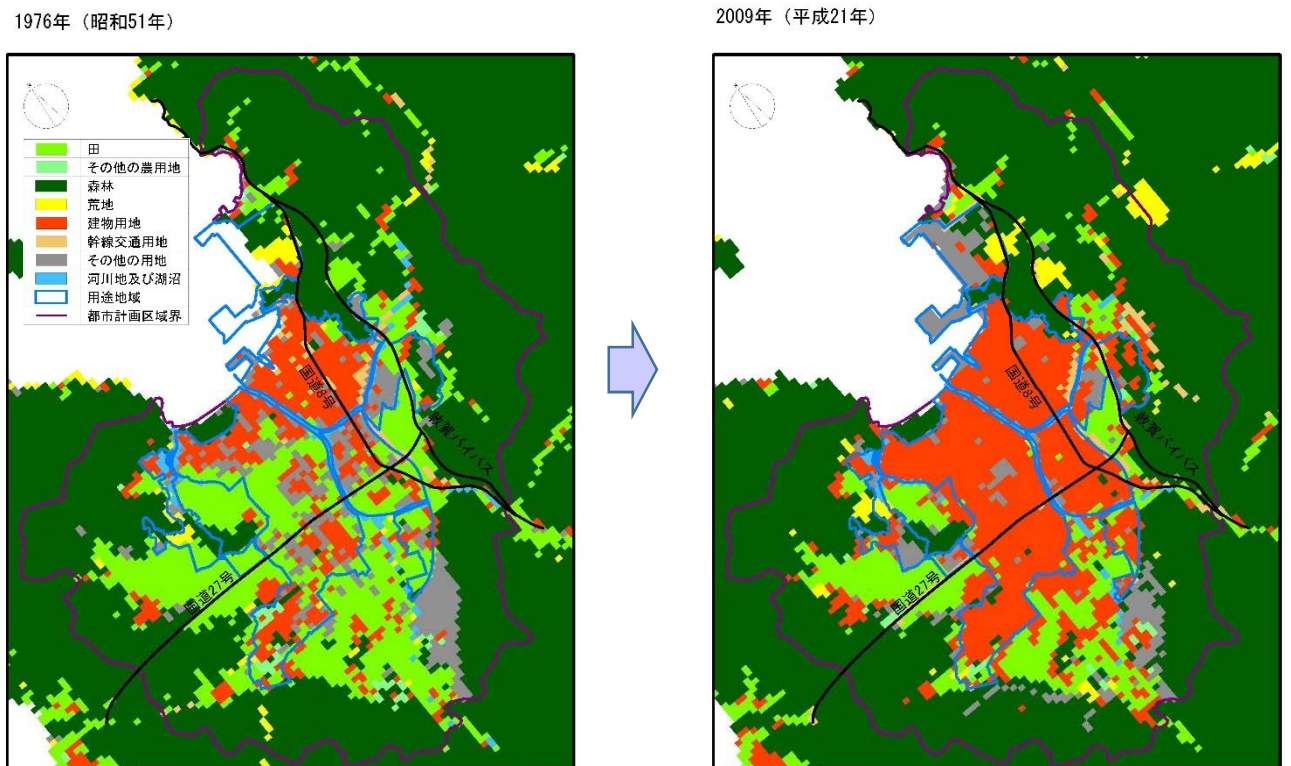 1976年（昭和51年）
2009年（平成21年）
田
その他の農用地
森林
荒地
建物用地
幹線交通用地
その他の用地
河川地及び湖沼
用途地域
都市計画区域界
国道8号
敦賀バイパス
国道27号
国道8号
敦賀バイパス
国道27号